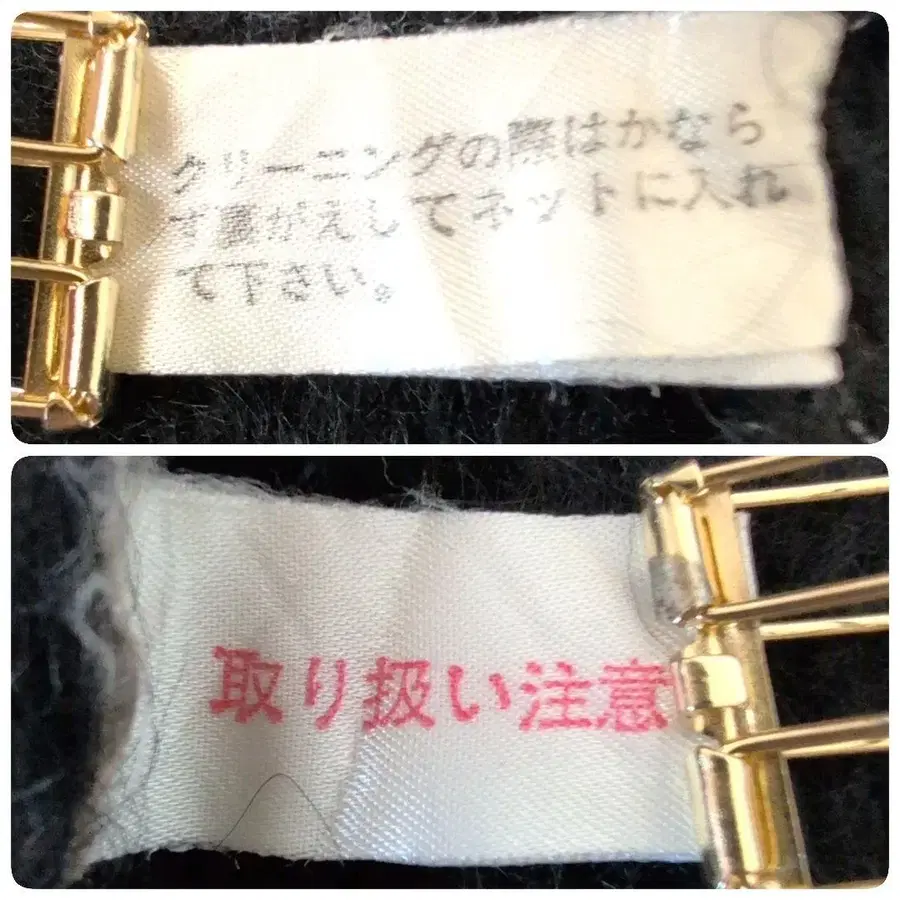 クリーニングの際はかなら
ず裏がえしてネットに入れ
て下さい。
取り扱い注意